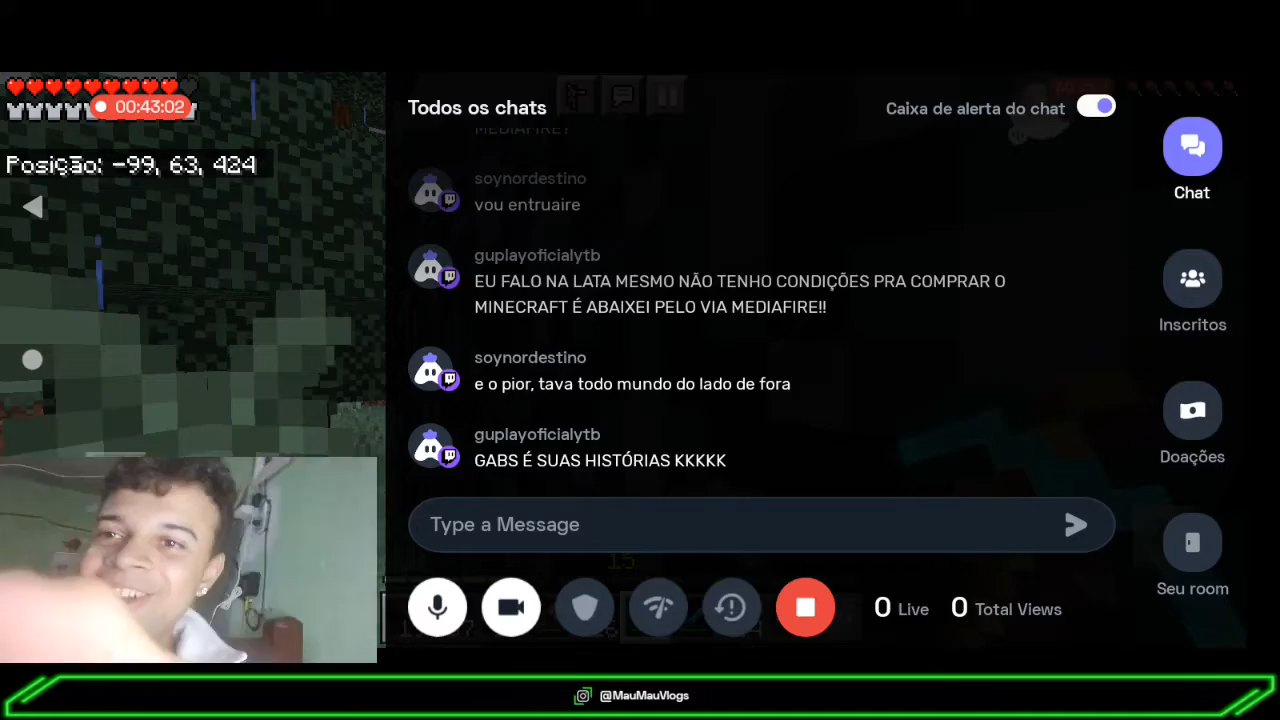 00:43:02
Posição: -99, 63, 424
Todos os chats
Caixa de alerta do chat
MEDIAFIRE?
soynordestino
vou entruaire
guplayoficialytb
EU FALO NA LATA MESMO NÃO TENHO CONDIÇÕES PRA COMPRAR O
MINECRAFT É ABAIXEI PELO VIA MEDIAFIRE!!
soynordestino
e o pior, tava todo mundo do lado de fora
guplayoficialytb
GABS É SUAS HISTÓRIAS KKKKK
Type a Message
15
0 Live 0 Total Views
Chat
Inscritos
Doações
Seu room
@MauMauVlogs